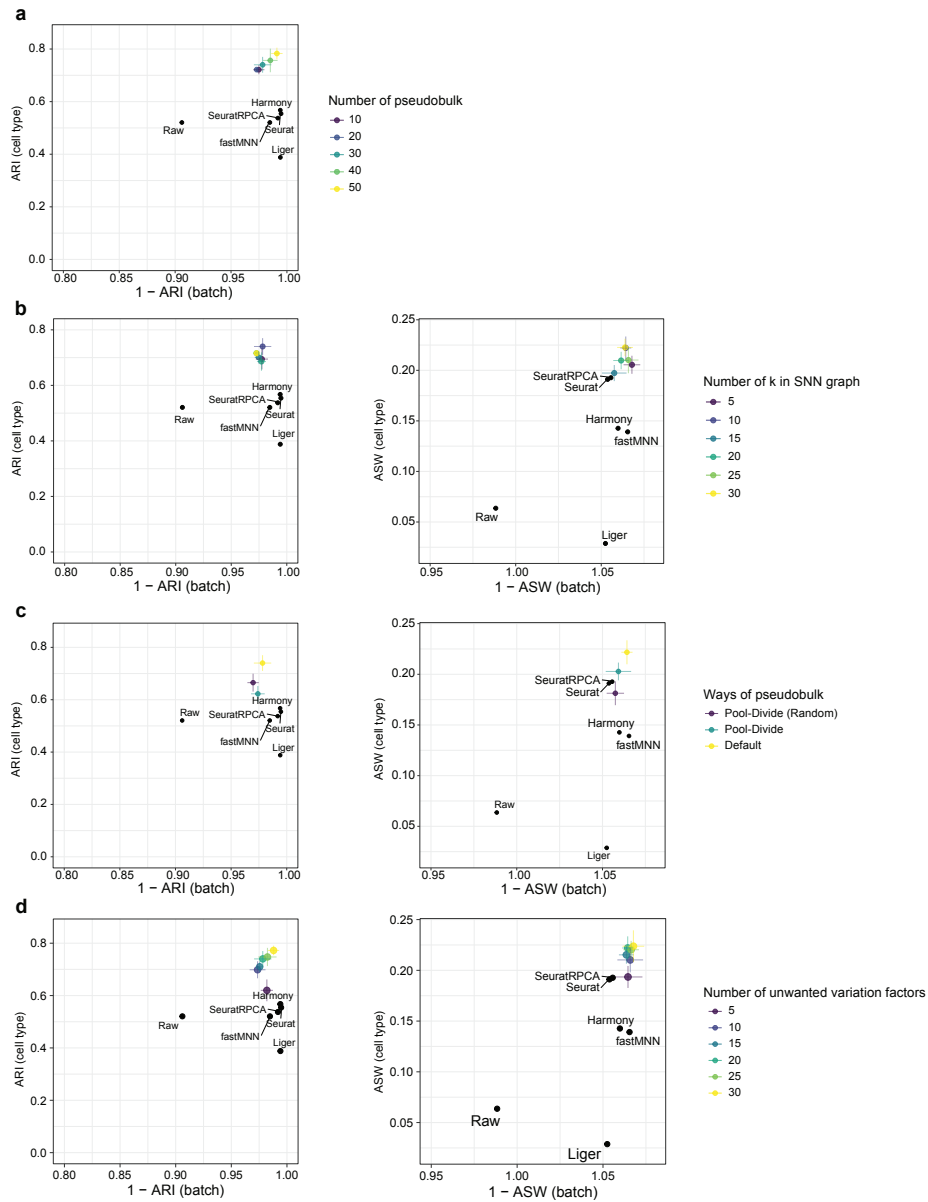 a
ARI (cell type)
0.8
0.6
0.4
0.2
0.0
Harmony
SeuratRPCA
Raw
Seurat
fastMNN
Liger
0.80
0.85
0.90
0.95
1.00
1 − ARI (batch)
Number of pseudobulk
10
20
30
40
50
b
ARI (cell type)
0.8
0.6
0.4
0.2
0.0
Harmony
SeuratRPCA
Raw
Seurat
fastMNN
Liger
0.80
0.85
0.90
0.95
1.00
1 − ARI (batch)
ASW (cell type)
0.25
0.20
0.15
0.10
0.05
SeuratRPCA
Seurat
Harmony
fastMNN
Raw
Liger
0.95
1.00
1.05
1 − ASW (batch)
Number of k in SNN graph
5
10
15
20
25
30
c
ARI (cell type)
0.8
0.6
0.4
0.2
0.0
Harmony
Raw
SeuratRPCA
Seurat
fastMNN
Liger
0.80
0.85
0.90
0.95
1.00
1 − ARI (batch)
ASW (cell type)
0.25
0.20
0.15
0.10
0.05
SeuratRPCA
Seurat
Harmony
fastMNN
Raw
Liger
0.95
1.00
1.05
1 − ASW (batch)
Ways of pseudobulk
Pool-Divide (Random)
Pool-Divide
Default
d
ARI (cell type)
0.8
0.6
0.4
0.2
0.0
Harmony
SeuratRPCA
Raw
Seurat
fastMNN
Liger
0.80
0.85
0.90
0.95
1.00
1 − ARI (batch)
ASW (cell type)
0.25
0.20
0.15
0.10
0.05
SeuratRPCA
Seurat
Harmony
fastMNN
Raw
Liger
0.95
1.00
1.05
1 − ASW (batch)
Number of unwanted variation factors
5
10
15
20
25
30